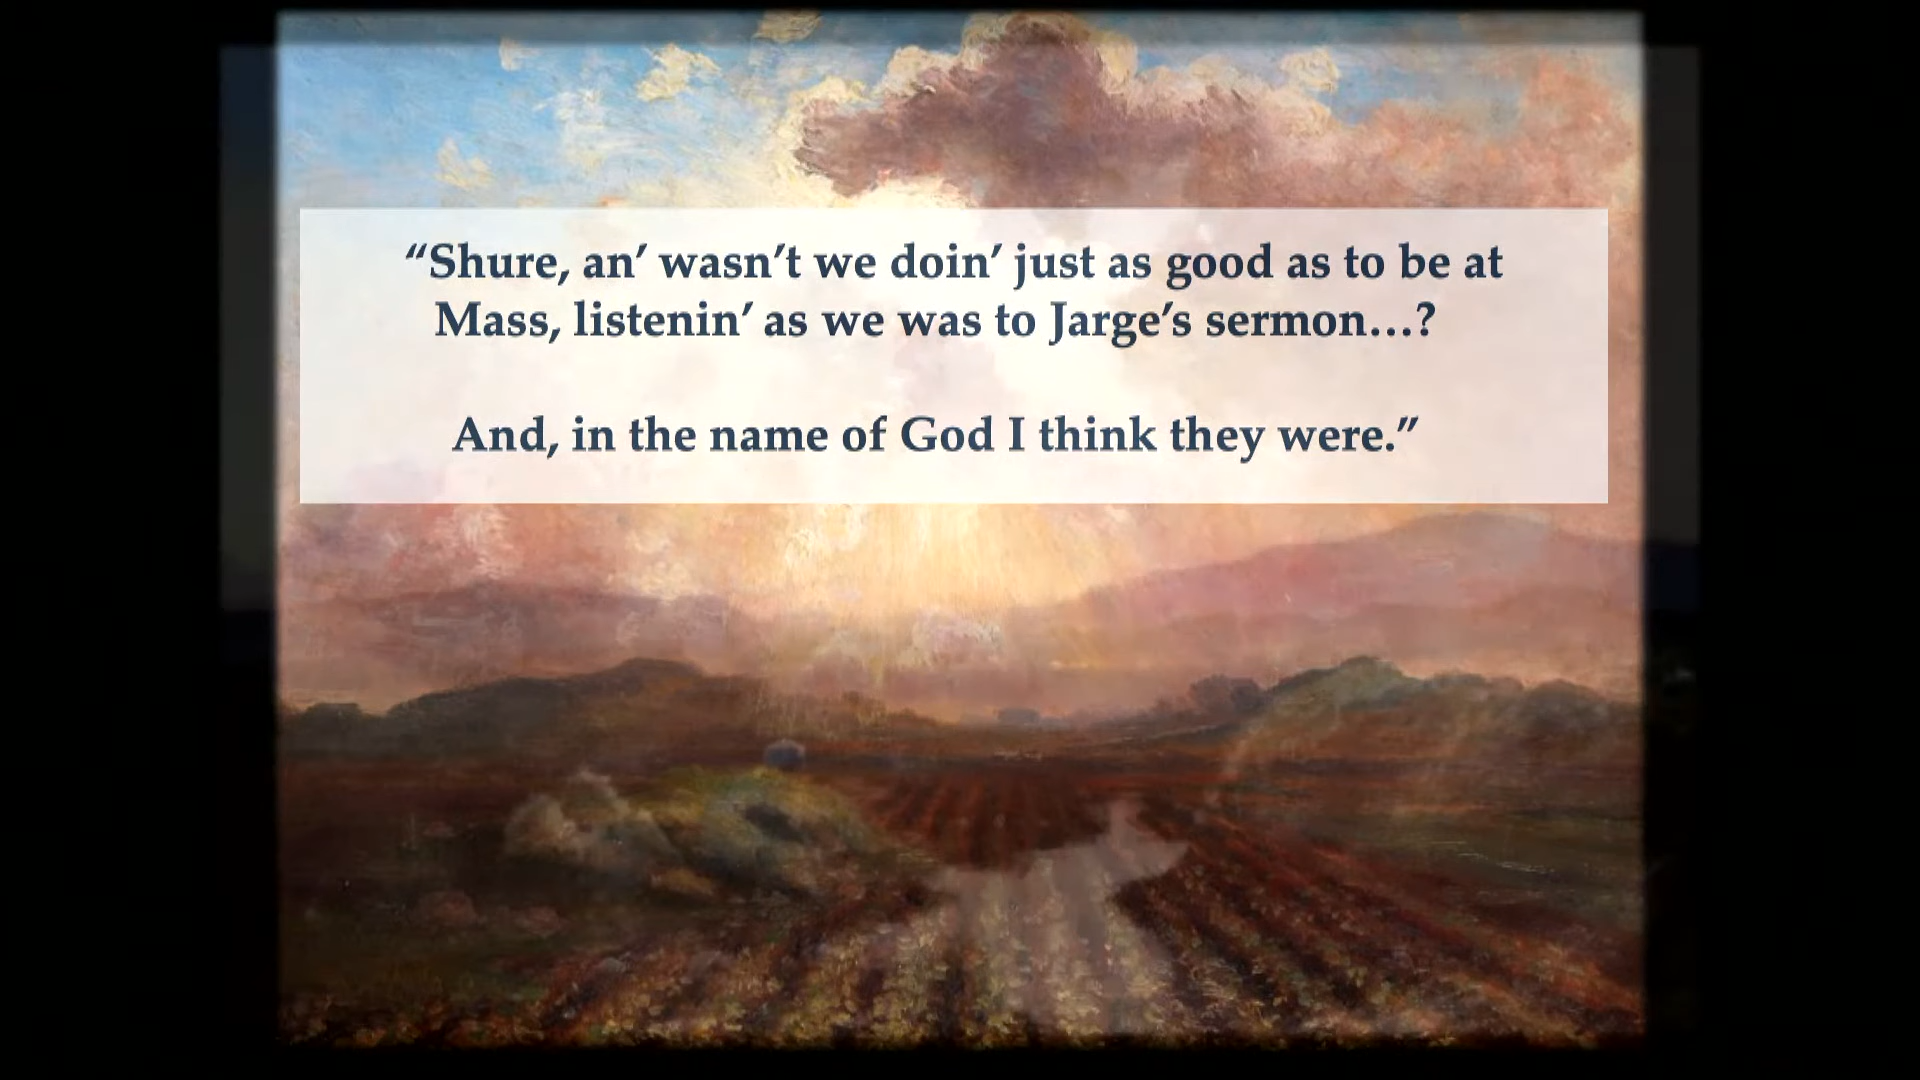 “Shure, an’ wasn’t we doin’ just as good as to be at
Mass, listenin’ as we was to Jarge’s sermon…?
And, in the name of God I think they were.”